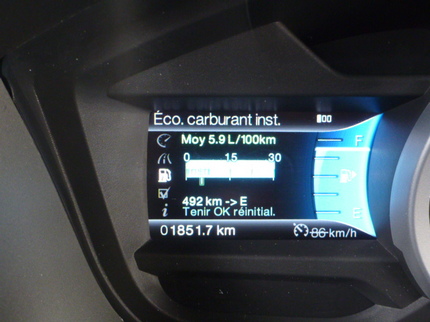 Éco. carburant inst.
Moy 5.9 L/100km
0 15 30
F
492 km -> E
E
Tenir OK réinitial.
01851.7 km 86 km/h